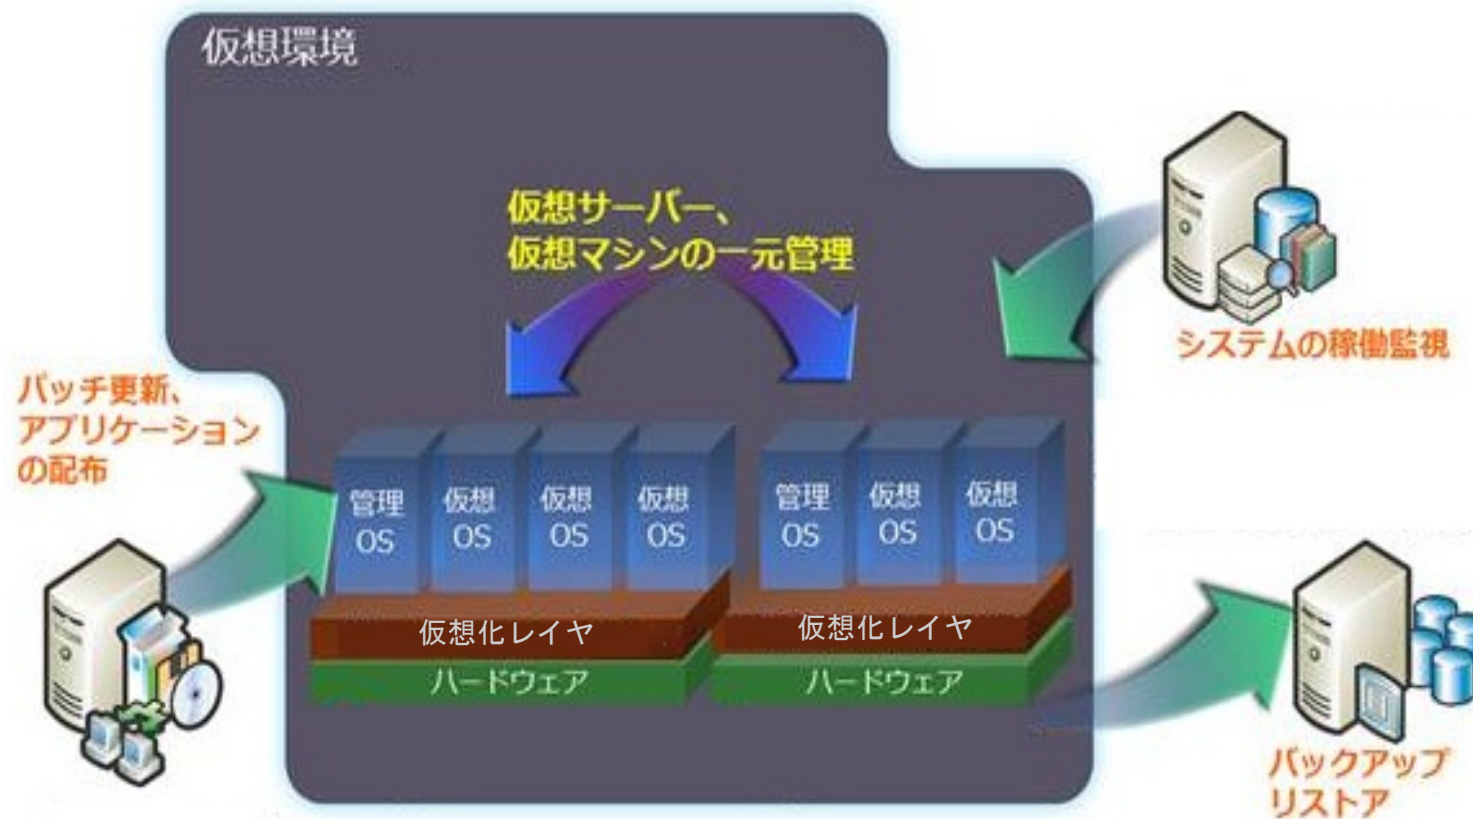 仮想環境
仮想サーバー、
仮想マシンの一元管理
システムの稼働監視
パッチ更新、
アプリケーション
の配布
管理
OS
仮想
OS
仮想
OS
仮想
OS
管理
OS
仮想
OS
仮想
OS
仮想化レイヤ
仮想化レイヤ
ハードウェア
ハードウェア
バックアップ
リストア